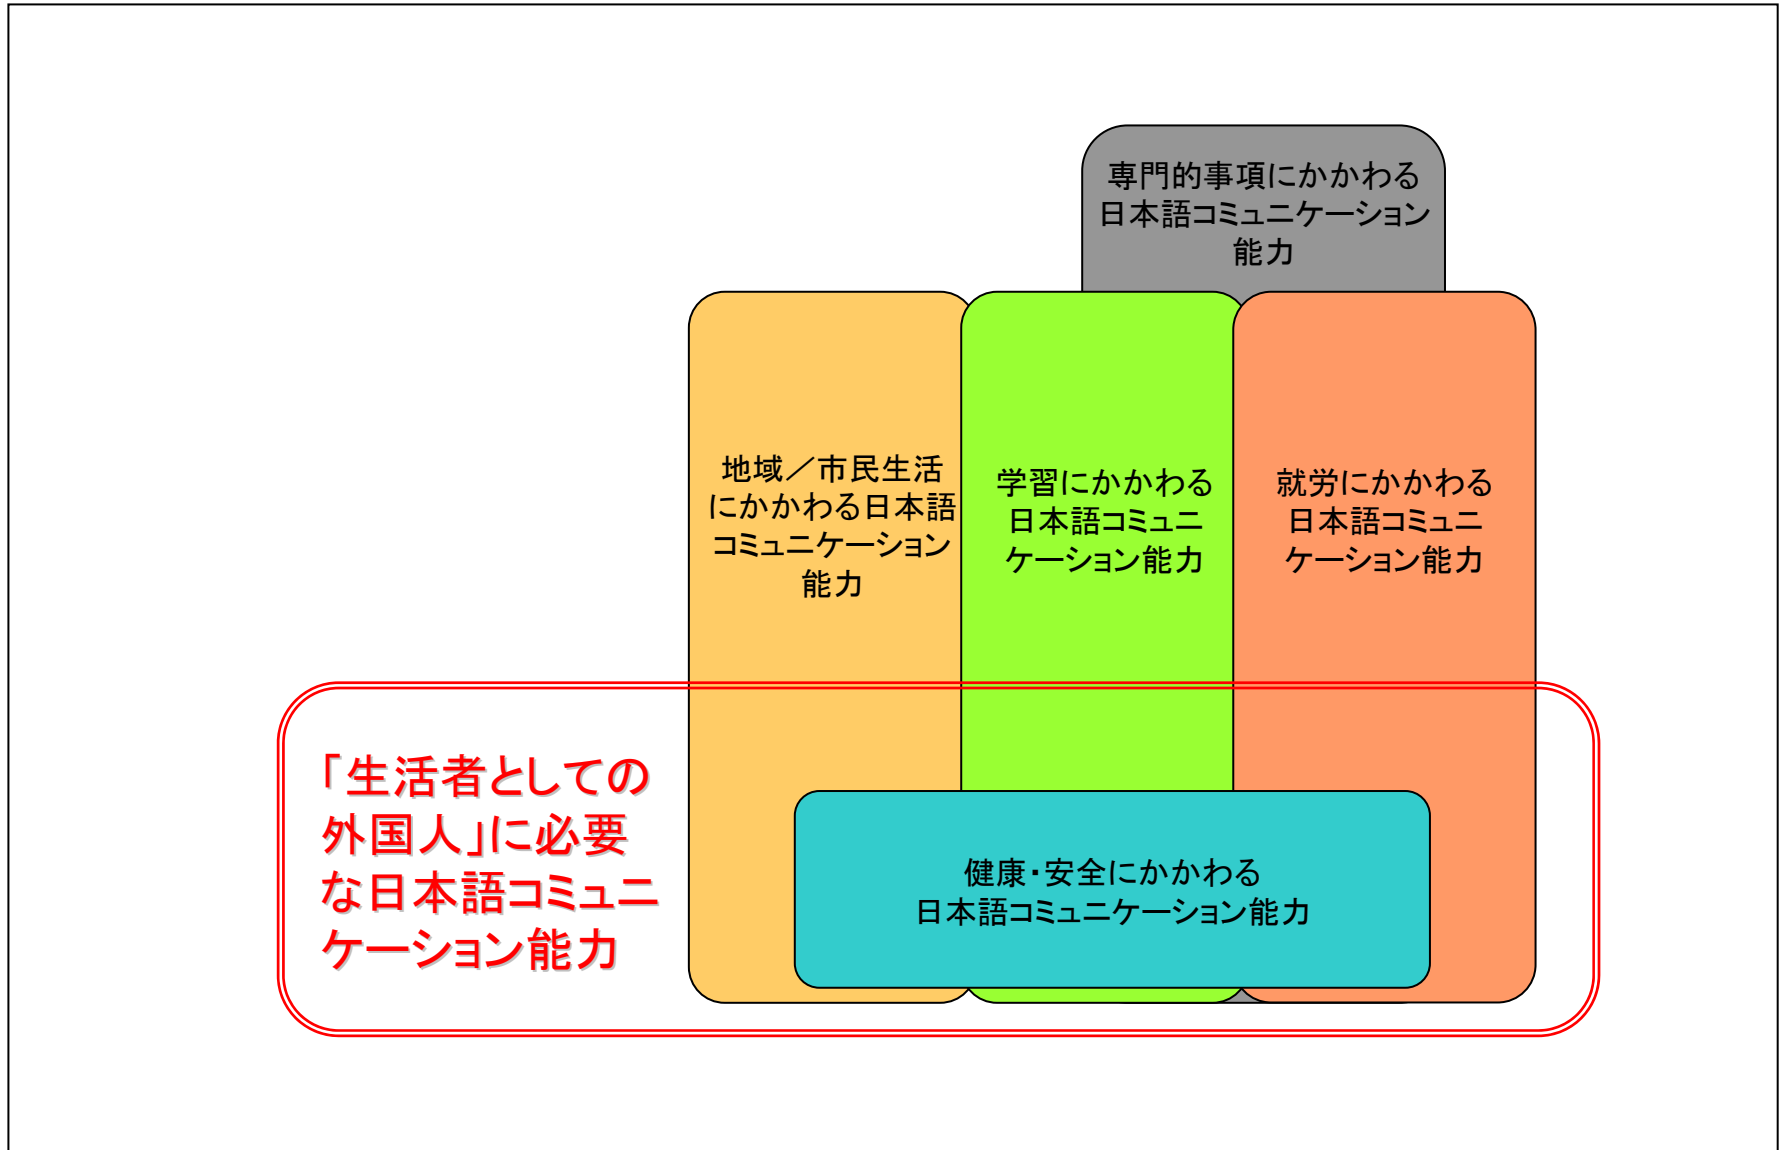 専門的事項にかかわる
日本語コミュニケーション
能力
地域／市民生活
にかかわる日本語
コミュニケーション
能力
学習にかかわる
日本語コミュニ
ケーション能力
就労にかかわる
日本語コミュニ
ケーション能力
「生活者としての
外国人」に必要
な日本語コミュニ
ケーション能力
健康・安全にかかわる
日本語コミュニケーション能力